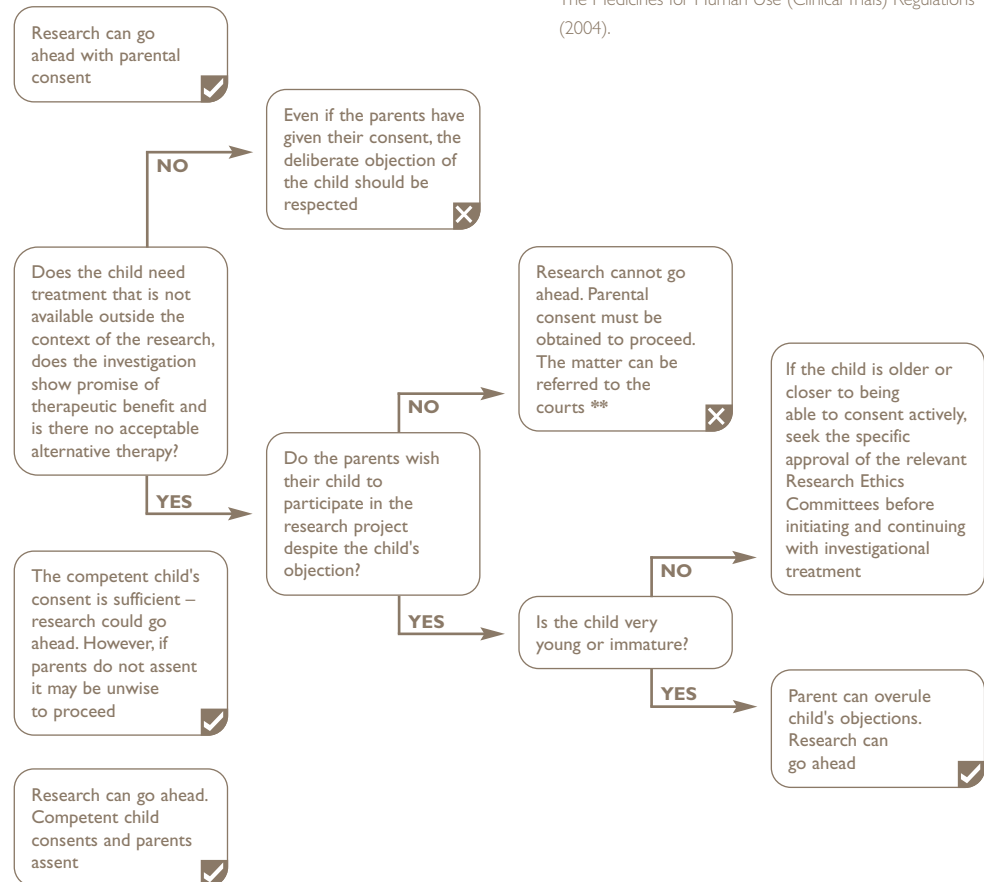 The Medicines for Human Use (Clinical Trials) Regulations
(2004).
Research can go
ahead with parental
consent
Even if the parents have
given their consent, the
deliberate objection of
the child should be
respected
NO
Does the child need
treatment that is not
available outside the
context of the research,
does the investigation
show promise of
therapeutic benefit and
is there no acceptable
alternative therapy?
YES
Research cannot go
ahead. Parental
consent must be
obtained to proceed.
The matter can be
referred to the
courts **
NO
Do the parents wish
their child to
participate in the
research project
despite the child's
objection?
YES
If the child is older or
closer to being
able to consent actively,
seek the specific
approval of the relevant
Research Ethics
Committees before
initiating and continuing
with investigational
treatment
NO
Is the child very
young or immature?
YES
Parent can overule
child's objections.
Research can
go ahead
The competent child's
consent is sufficient –
research could go
ahead. However, if
parents do not assent
it may be unwise
to proceed
Research can go ahead.
Competent child
consents and parents
assent